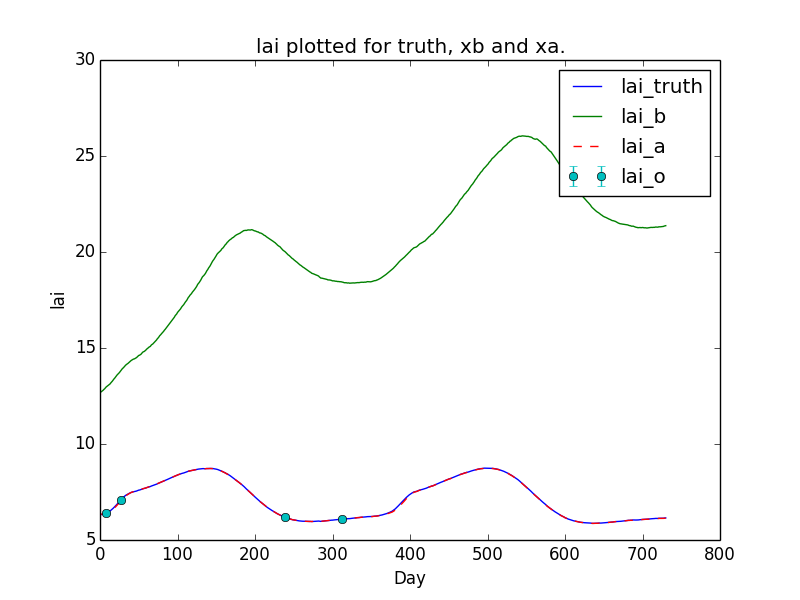 lai plotted for truth, xb and xa.
30
25
20
15
10
5
lai
lai_truth
lai_b
lai_a
lai_o
0 100 200 300 400 500 600 700 800
Day